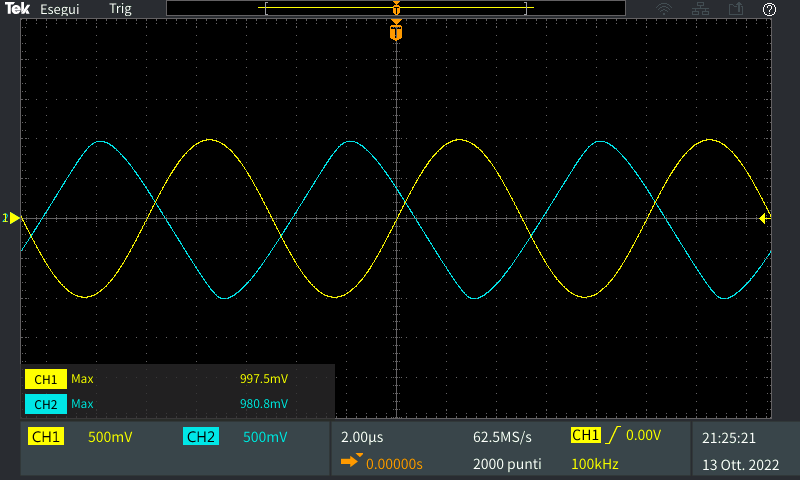 Tek Esegui Trig ?
T
T
1
CH1 Max 997.5mV
CH2 Max 980.8mV
CH1 500mV CH2 500mV 2.00µs 62.5MS/s CH1 0.00V 21:25:21
0.00000s 2000 punti 100kHz 13 Ott. 2022